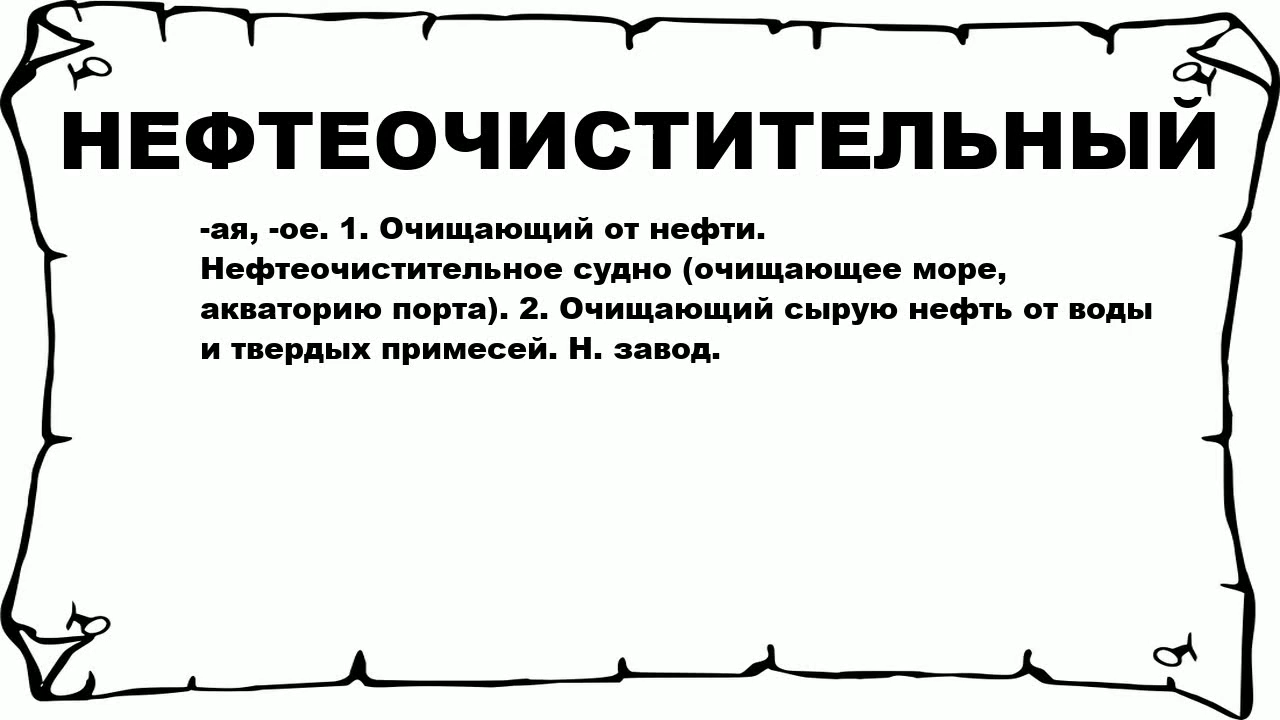 НЕФТЕОЧИСТИТЕЛЬНЫЙ
-ая, -ое. 1. Очищающий от нефти.
Нефтеочистительное судно (очищающее море,
акваторию порта). 2. Очищающий сырую нефть от воды
и твердых примесей. Н. завод.